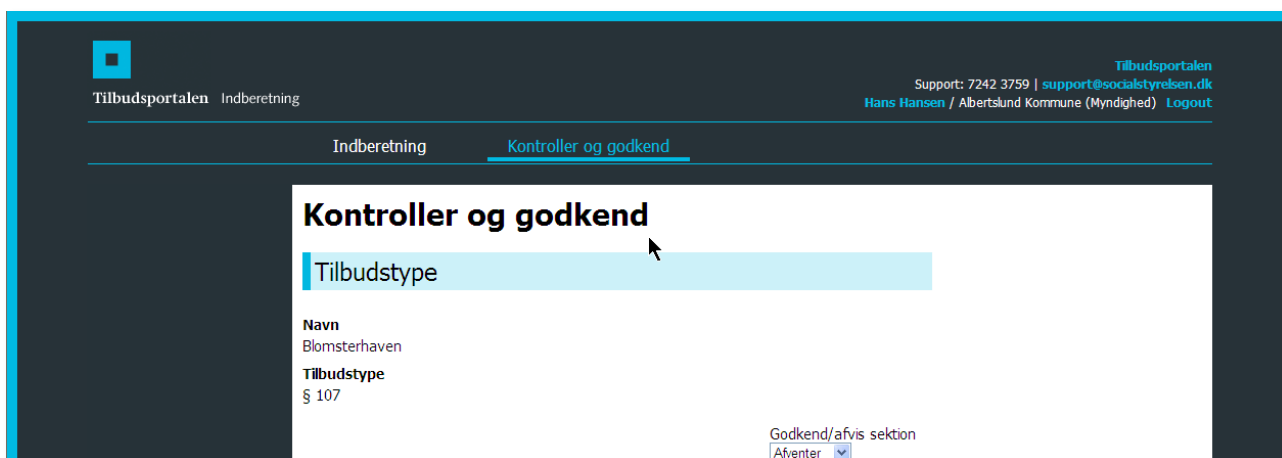 Tilbudsportalen
Support: 7242 3759 | support@socialstyrelsen.dk
Tilbudsportalen Indberetning
Hans Hansen / Albertslund Kommune (Myndighed) Logout
Indberetning Kontroller og godkend
Kontroller og godkend
Tilbudstype
Navn
Blomsterhaven
Tilbudstype
§ 107
Godkend/afvis sektion
Afventer